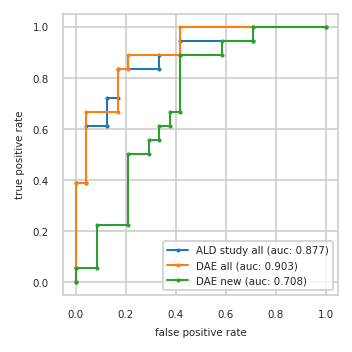 1.0
0.8
0.6
0.4
0.2
0.0
true positive rate
ALD study all (auc: 0.877)
DAE all (auc: 0.903)
DAE new (auc: 0.708)
0.0 0.2 0.4 0.6 0.8 1.0
false positive rate